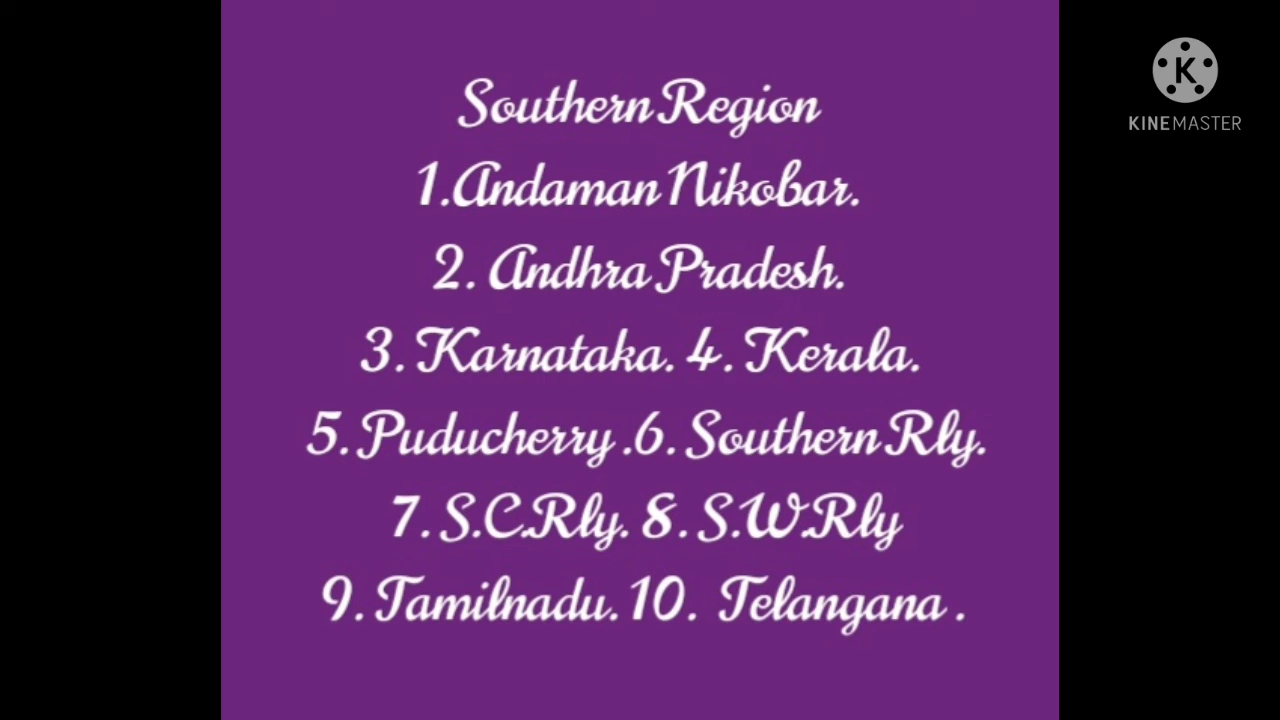 Southern Region
1.Andaman Nikobar.
2. Andhra Pradesh.
3. Karnataka. 4. Kerala.
5. Puducherry .6. Southern Rly.
7. S.C.Rly. 8. S.W.Rly
9. Tamilnadu. 10. Telangana .
K
KINEMASTER